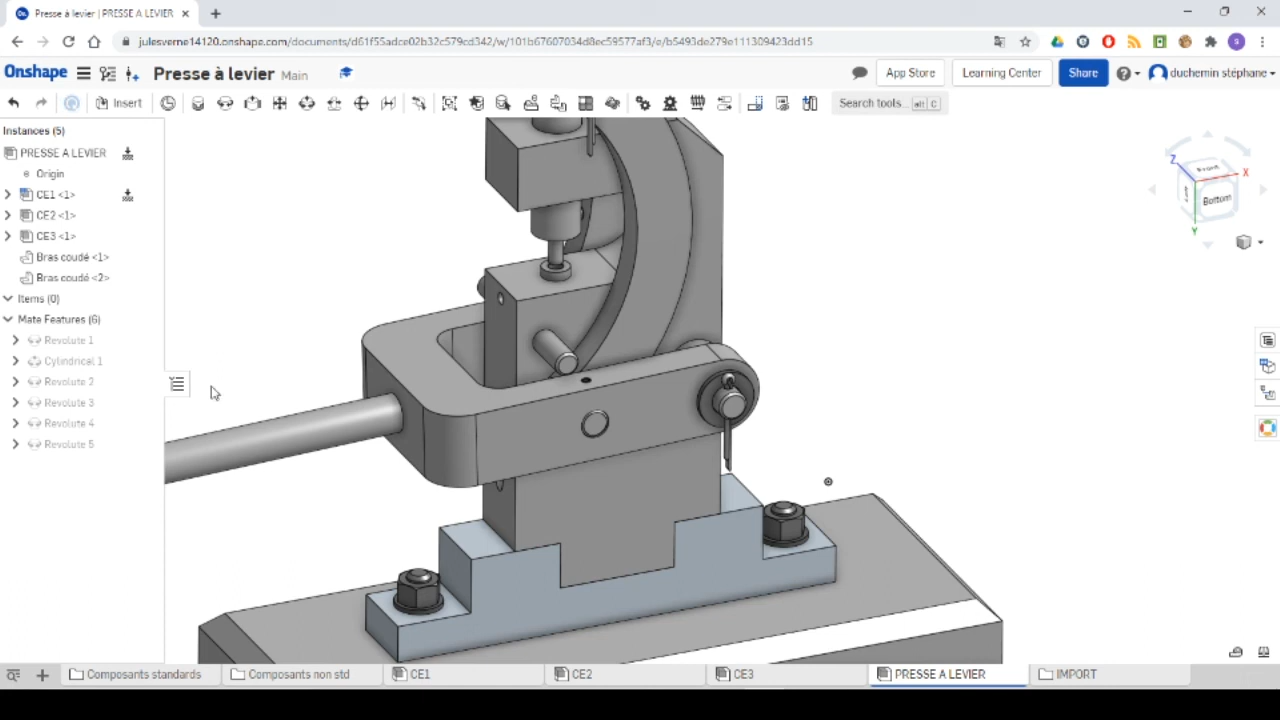 Presse à levier | PRESSE A LEVIER
julesverne14120.onshape.com/documents/d61f55adce02b32c579cd342/w/101b67607034d8ec59577af3/e/b5493de279e111309423dd15
Onshape Presse à levier Main App Store Learning Center Share duchemin stéphane
Insert Search tools... alt C
Instances (5)
PRESSE A LEVIER
Origin
CE1 <1>
CE2 <1>
CE3 <1>
Bras coudé <1>
Bras coudé <2>
Items (0)
Mate Features (6)
Revolute 1
Cylindrical 1
Revolute 2
Revolute 3
Revolute 4
Revolute 5
Z
X
Front
Left
Bottom
Y
Composants standards Composants non std CE1 CE2 CE3 PRESSE A LEVIER IMPORT